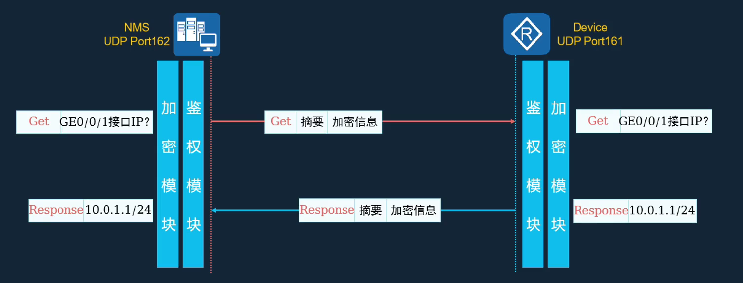 NMS
UDP Port162
R
Device
UDP Port161
加密模块
鉴权模块
鉴权模块
加密模块
Get GE0/0/1接口IP?
Get 摘要 加密信息
Get GE0/0/1接口IP?
Response 10.0.1.1/24
Response 摘要 加密信息
Response 10.0.1.1/24